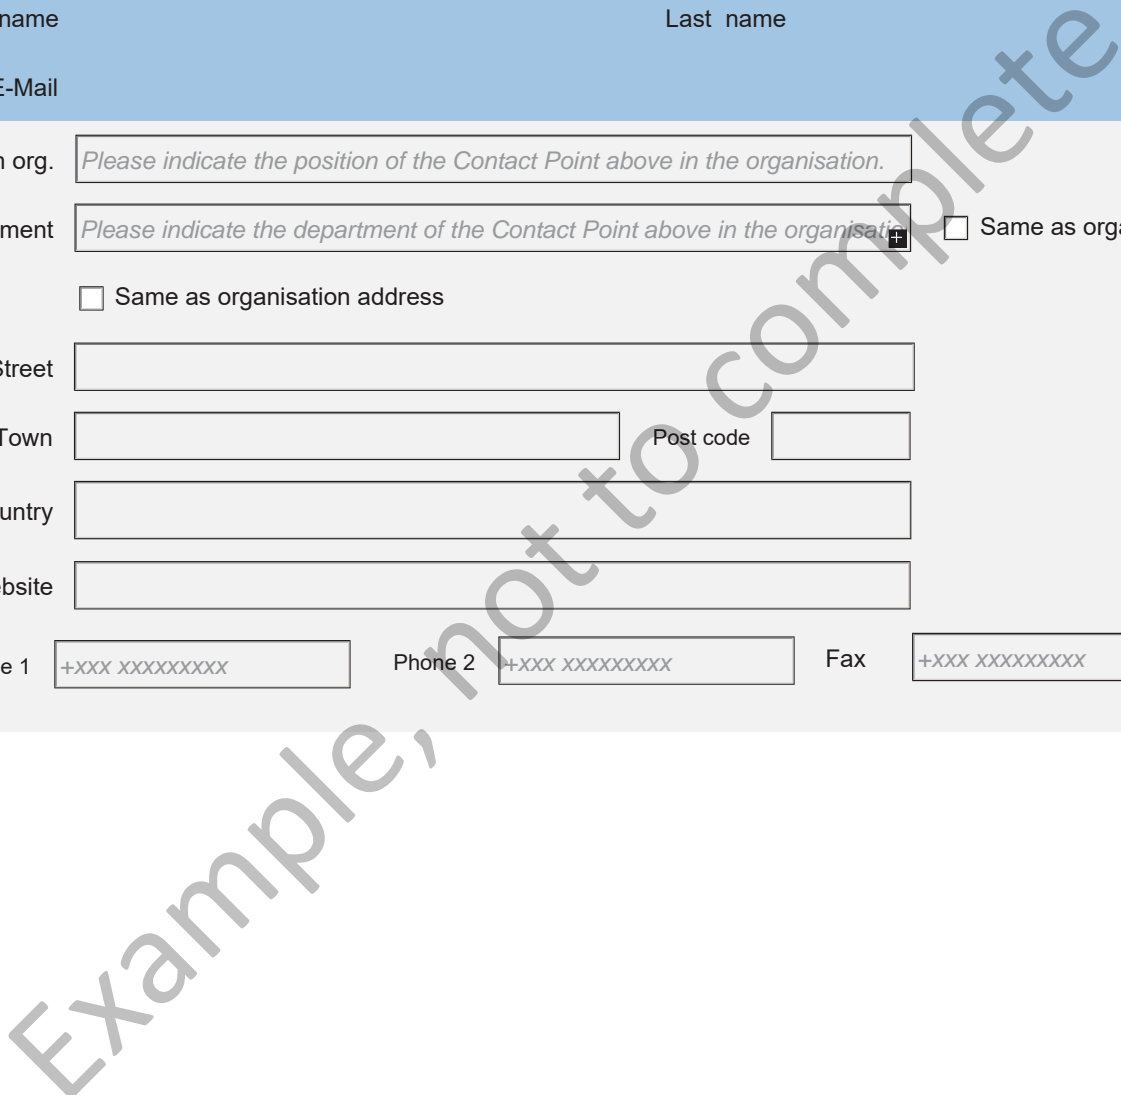 name Last name
E-Mail
org. Please indicate the position of the Contact Point above in the organisation.
ment Please indicate the department of the Contact Point above in the organisatio + Same as orga
Same as organisation address
Street
Town Post code
untry
bsite
e 1 +xxx xxxxxxxxx Phone 2 +xxx xxxxxxxxx Fax +xxx xxxxxxxxx
Example, not to complete